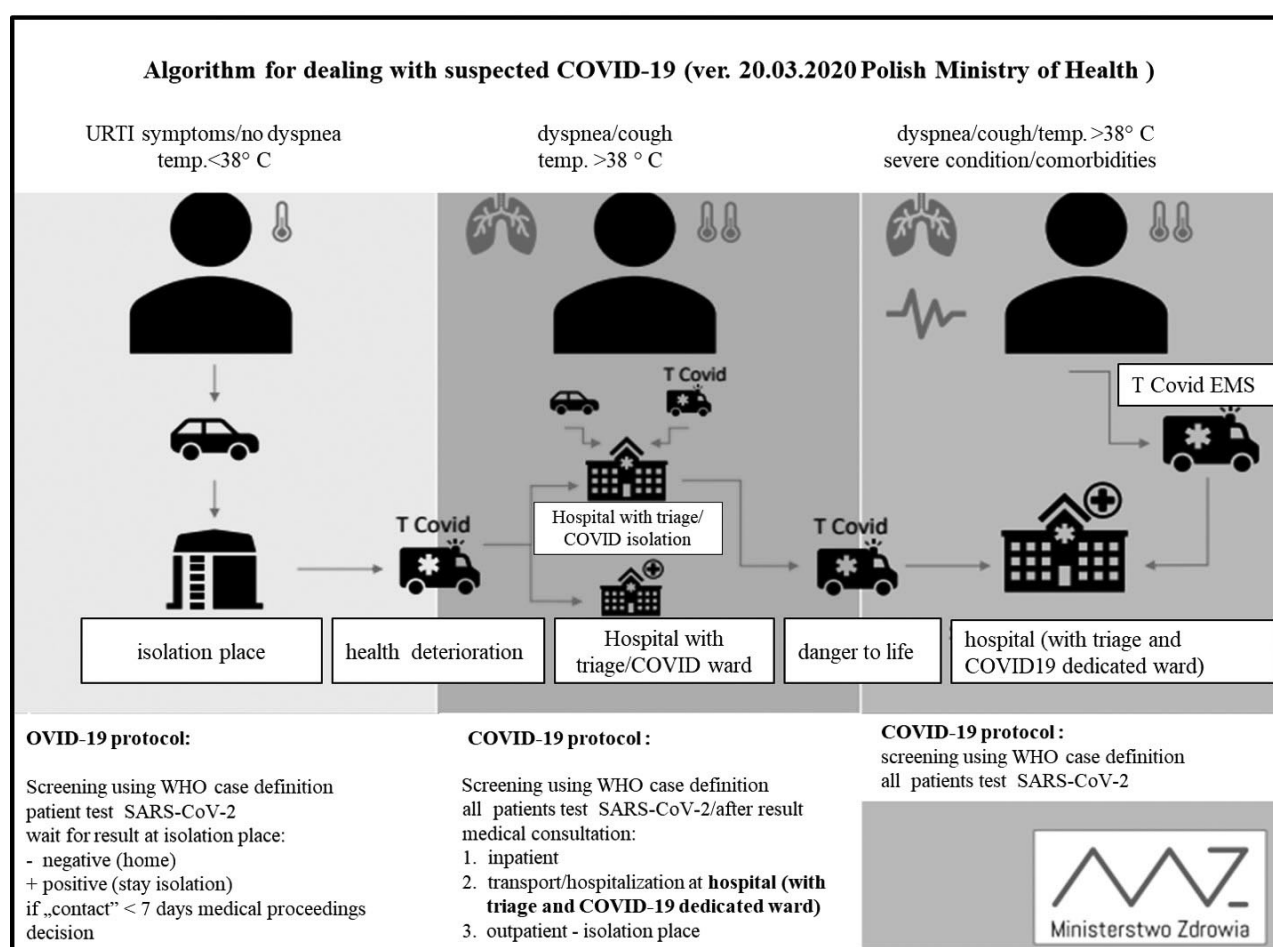 Algorithm for dealing with suspected COVID-19 (ver. 20.03.2020 Polish Ministry of Health )
URTI symptoms/no dyspnea
temp.<38° C
dyspnea/cough
temp. >38 ° C
dyspnea/cough/temp. >38° C
severe condition/comorbidities
T Covid
T Covid EMS
Hospital with triage/
COVID isolation
T Covid
T Covid
isolation place
health deterioration
Hospital with
triage/COVID ward
danger to life
hospital (with triage and
COVID19 dedicated ward)
OVID-19 protocol:
Screening using WHO case definition
patient test SARS-CoV-2
wait for result at isolation place:
- negative (home)
+ positive (stay isolation)
if „contact” < 7 days medical proceedings
decision
COVID-19 protocol :
Screening using WHO case definition
all patients test SARS-CoV-2/after result
medical consultation:
1. inpatient
2. transport/hospitalization at hospital (with
triage and COVID-19 dedicated ward)
3. outpatient - isolation place
COVID-19 protocol :
screening using WHO case definition
all patients test SARS-CoV-2
Ministerstwo Zdrowia